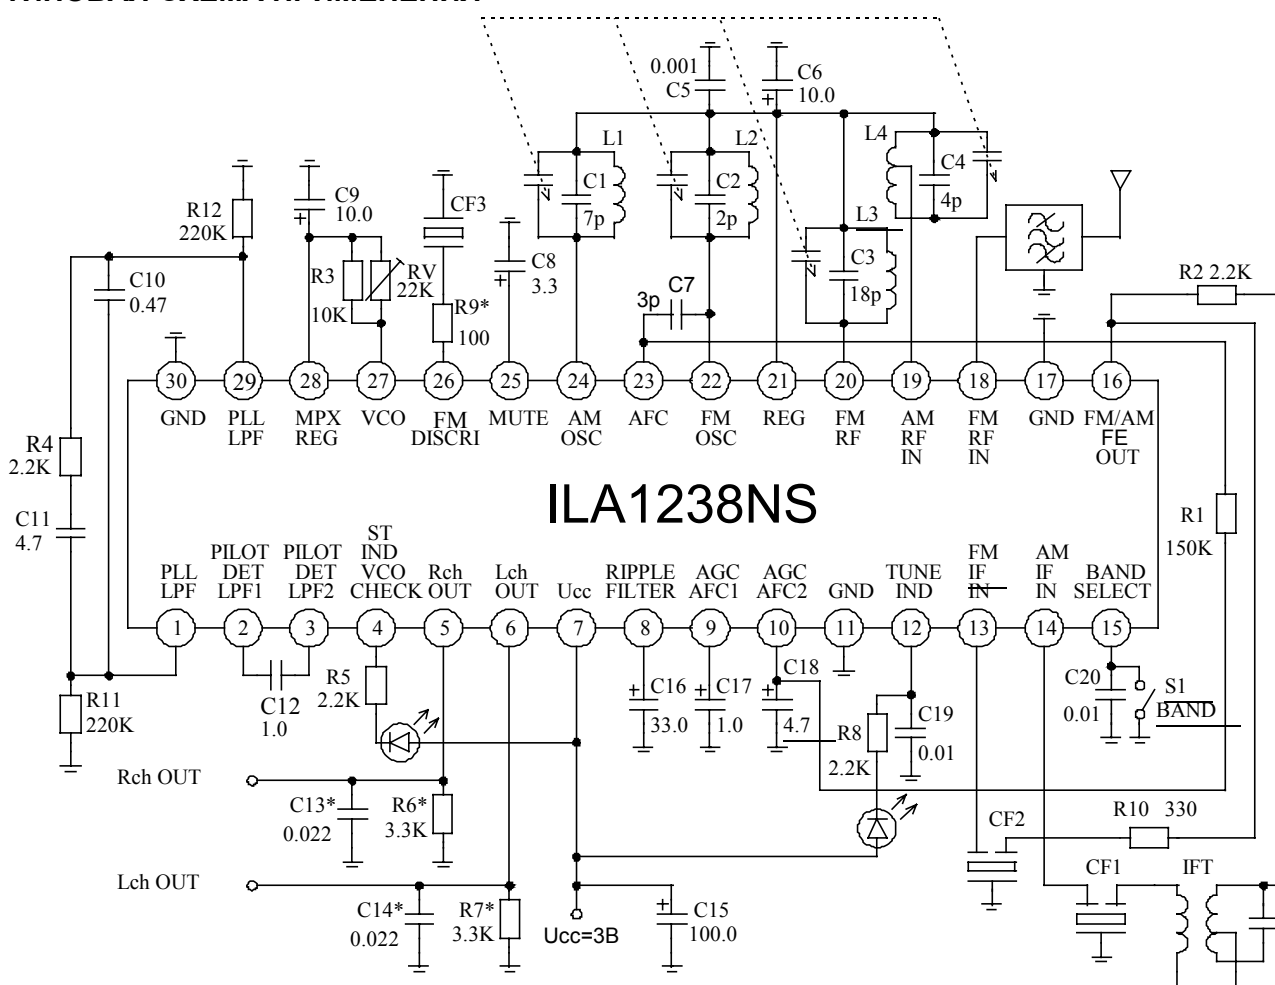 0.001
C5
C6
10.0
L1
L2
L4
C9
10.0
CF3
R12
220K
C1
7p
C2
2p
C4
4p
L3
C10
0.47
R3
10K
RV
22K
C8
3.3
C7
3p
C3
18p
R2 2.2K
R9*
100
30 29 28 27 26 25 24 23 22 21 20 19 18 17 16
GND
PLL
LPF
MPX
REG
VCO
FM
DISCRI
MUTE
AM
OSC
AFC
FM
OSC
REG
FM
RF
AM
RF
IN
FM
RF
IN
GND
FM/AM
FE
OUT
R4
2.2K
C11
4.7
ILA1238NS
R1
150K
PLL
LPF
PILOT
DET
LPF1
PILOT
DET
LPF2
ST
IND
VCO
CHECK
Rch
OUT
Lch
OUT
Ucc
RIPPLE
FILTER
AGC
AFC1
AGC
AFC2
GND
TUNE
IND
FM
IF
IN
AM
IF
IN
BAND
SELECT
1 2 3 4 5 6 7 8 9 10 11 12 13 14 15
R11
220K
C12
1.0
R5
2.2K
C16
33.0
C17
1.0
C18
4.7
R8
2.2K
C19
0.01
C20
0.01
S1
BAND
Rch OUT
C13*
0.022
R6*
3.3K
CF2
R10 330
Lch OUT
C14*
0.022
R7*
3.3K
Ucc=3В
C15
100.0
CF1
IFT